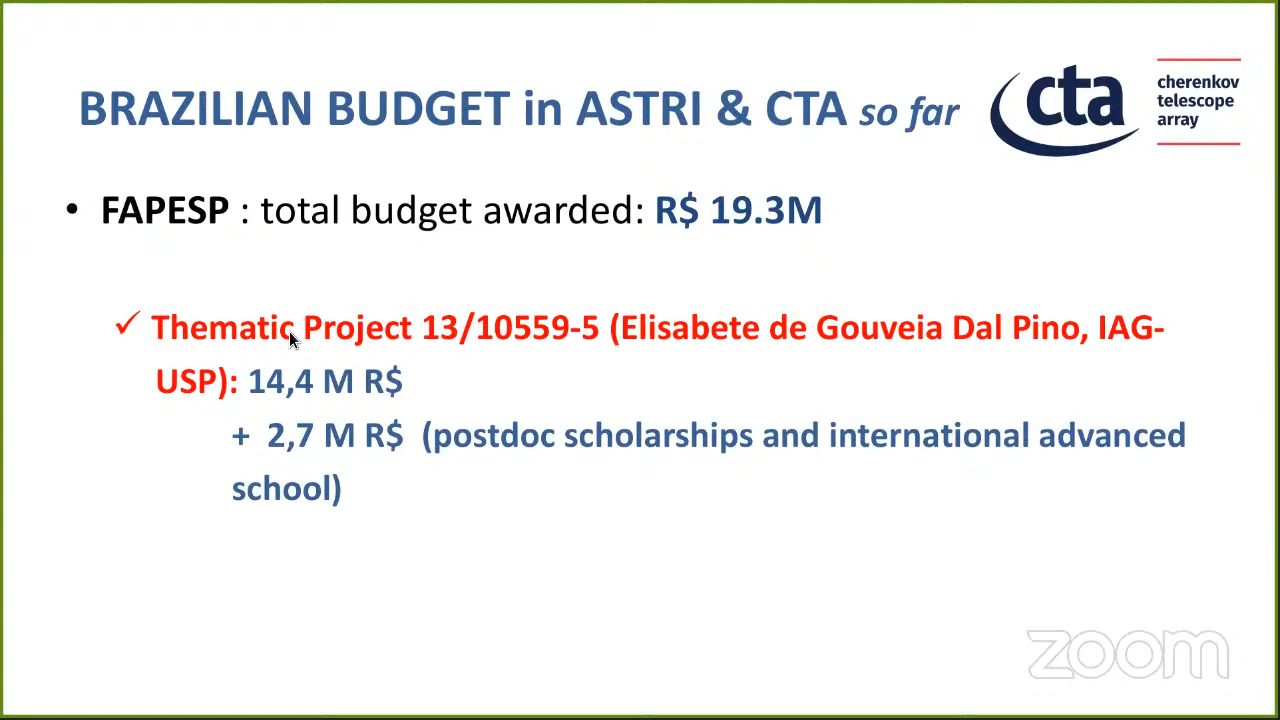 BRAZILIAN BUDGET in ASTRI & CTA so far
cta
cherenkov
telescope
array
• FAPESP : total budget awarded: R$ 19.3M
✓ Thematic Project 13/10559-5 (Elisabete de Gouveia Dal Pino, IAG-
USP): 14,4 M R$
+ 2,7 M R$ (postdoc scholarships and international advanced
school)
zoom